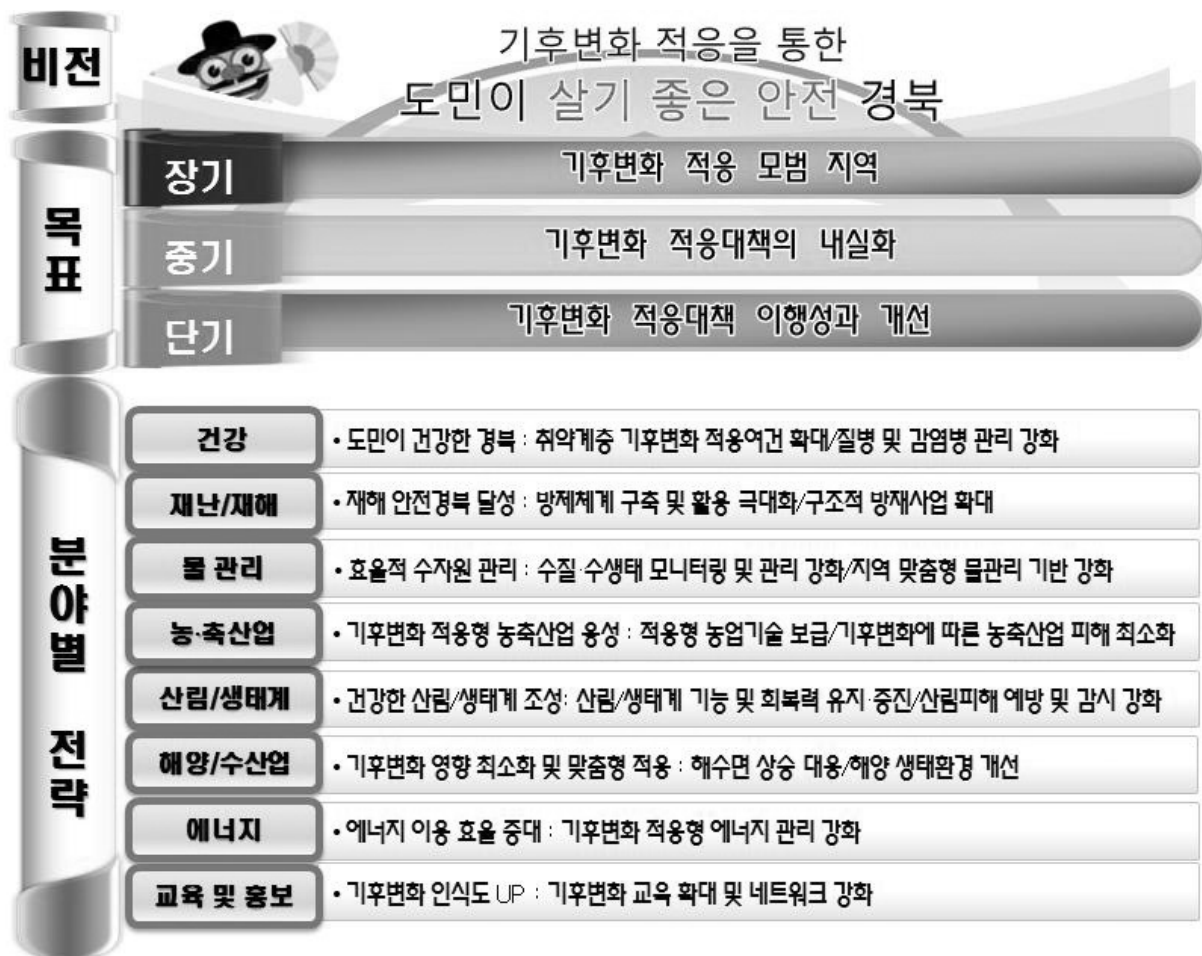 비전
기후변화 적응을 통한
도민이 살기 좋은 안전 경북
목표
장기
기후변화 적응 모범 지역
중기
기후변화 적응대책의 내실화
단기
기후변화 적응대책 이행성과 개선
분야별 전략
건강
• 도민이 건강한 경북 : 취약계층 기후변화 적응여건 확대/질병 및 감염병 관리 강화
재난/재해
• 재해 안전경북 달성 : 방제체계 구축 및 활용 극대화/구조적 방재사업 확대
물 관리
• 효율적 수자원 관리 : 수질·수생태 모니터링 및 관리 강화/지역 맞춤형 물관리 기반 강화
농·축산업
• 기후변화 적응형 농축산업 육성 : 적응형 농업기술 보급/기후변화에 따른 농축산업 피해 최소화
산림/생태계
• 건강한 산림/생태계 조성: 산림/생태계 기능 및 회복력 유지·증진/산림피해 예방 및 감시 강화
해양/수산업
• 기후변화 영향 최소화 및 맞춤형 적응 : 해수면 상승 대응/해양 생태환경 개선
에너지
• 에너지 이용 효율 증대 : 기후변화 적응형 에너지 관리 강화
교육 및 홍보
• 기후변화 인식도 UP : 기후변화 교육 확대 및 네트워크 강화